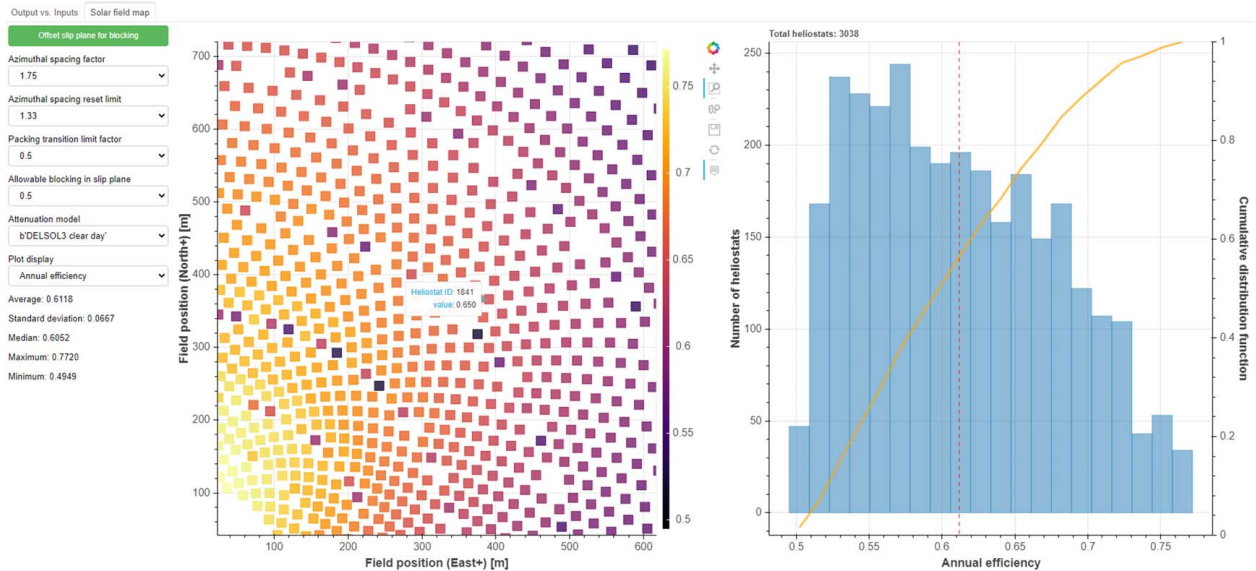 Output vs. Inputs
Solar field map
Offset slip plane for blocking
Azimuthal spacing factor
1.75
Azimuthal spacing reset limit
1.33
Packing transition limit factor
0.5
Allowable blocking in slip plane
0.5
Attenuation model
b'DELSOL3 clear day'
Plot display
Annual efficiency
Average: 0.6118
Standard deviation: 0.0667
Median: 0.6052
Maximum: 0.7720
Minimum: 0.4949
Field position (North+) [m]
700
600
500
400
300
200
100
Heliostat ID: 1841
value: 0.650
100
200
300
400
500
600
Field position (East+) [m]
0.75
0.7
0.65
0.6
0.55
0.5
Total heliostats: 3038
Number of heliostats
250
200
150
100
50
0
0.5
0.55
0.6
0.65
0.7
0.75
Annual efficiency
1
0.8
0.6
0.4
0.2
0
Cumulative distribution function